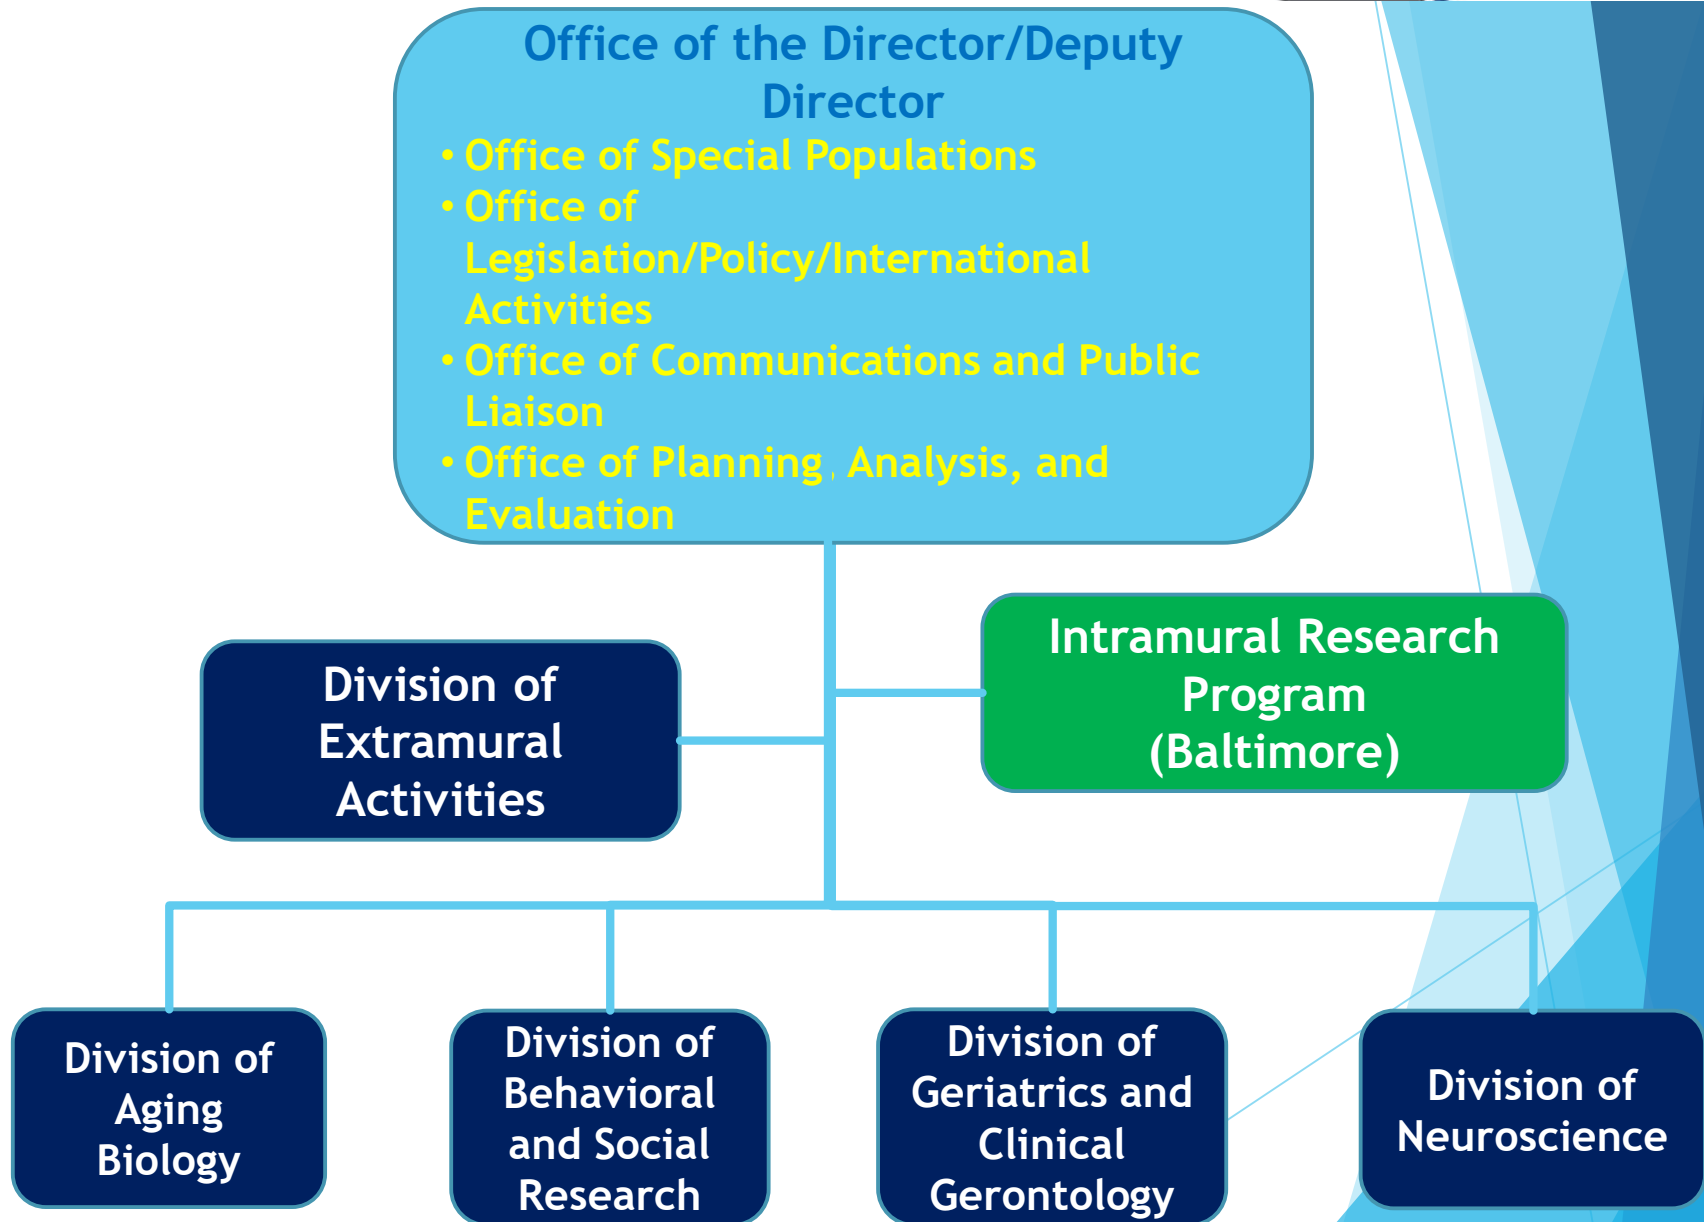 Office of the Director/Deputy
Director
• Office of Special Populations
• Office of
Legislation/Policy/International
Activities
• Office of Communications and Public
Liaison
• Office of Planning, Analysis, and
Evaluation
Intramural Research
Program
(Baltimore)
Division of
Extramural
Activities
Division of
Aging
Biology
Division of
Behavioral
and Social
Research
Division of
Geriatrics and
Clinical
Gerontology
Division of
Neuroscience